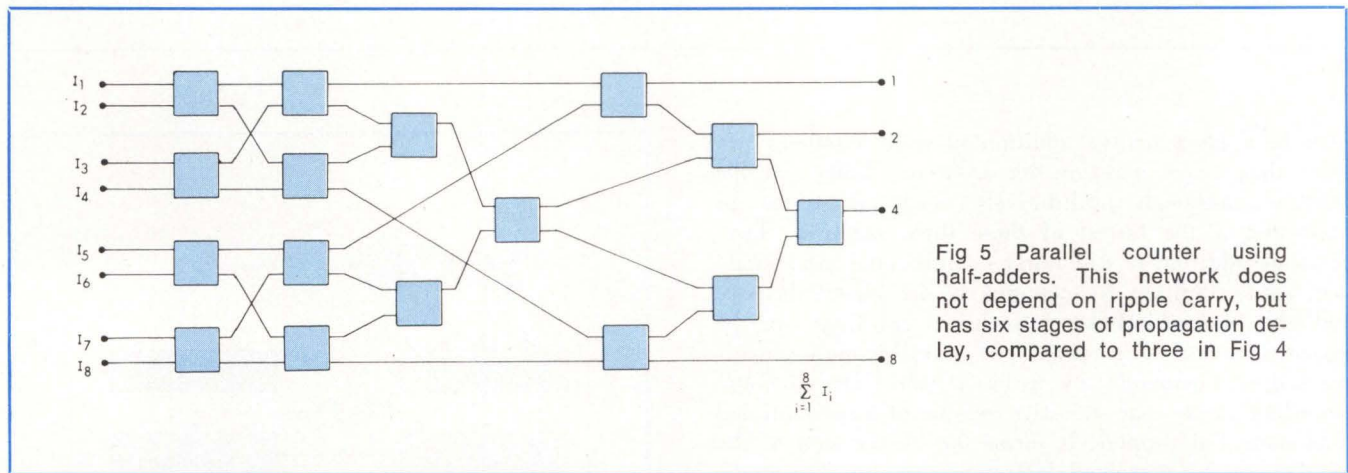 I1
I2
I3
I4
I5
I6
I7
I8
1
2
4
8
8
Σ Ii
i=1
Fig 5 Parallel counter using
half-adders. This network does
not depend on ripple carry, but
has six stages of propagation de-
lay, compared to three in Fig 4